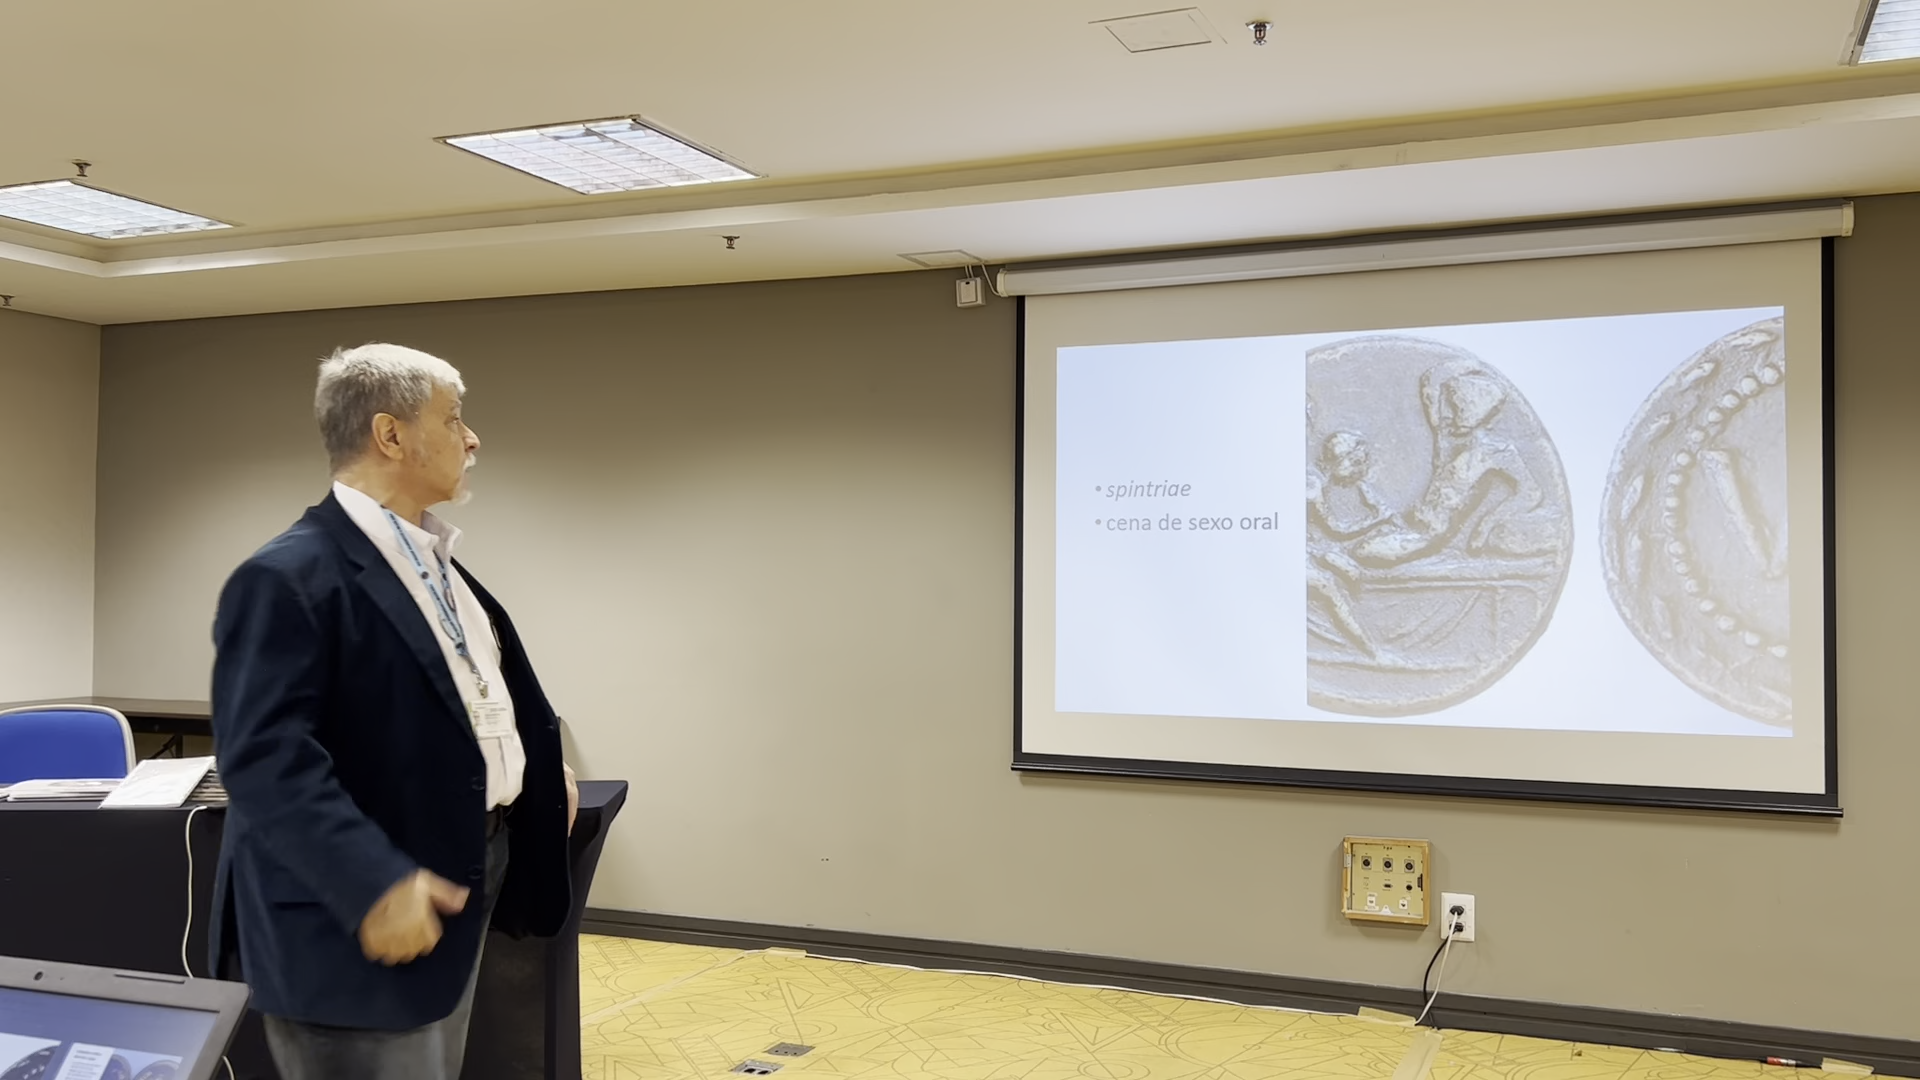 • spintriae
• cena de sexo oral